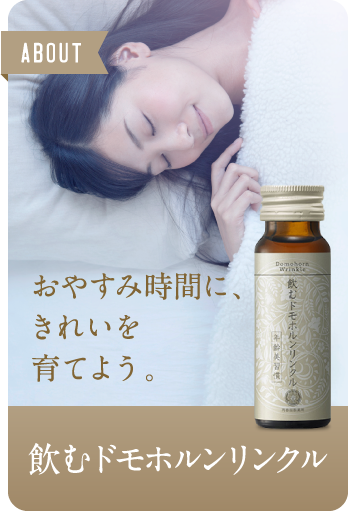 ABOUT
おやすみ時間に、
きれいを
育てよう。
Domohorn
Wrinkle
飲むドモホルンリンクル
年齢美習慣
飲むドモホルンリンクル